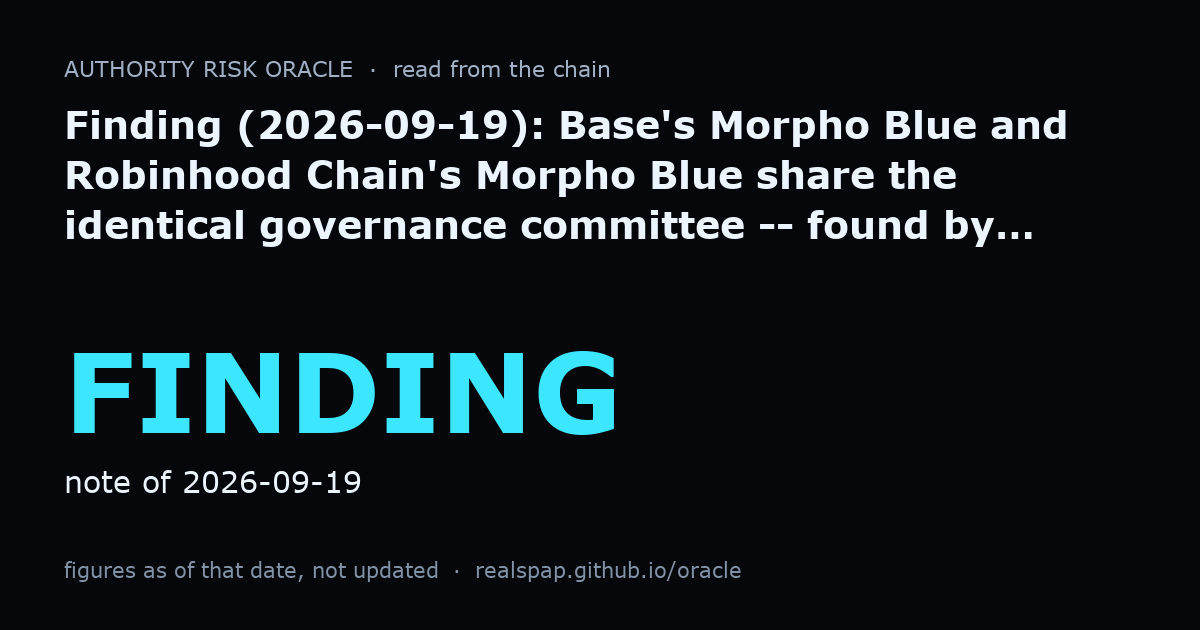 AUTHORITY RISK ORACLE · read from the chain
Finding (2026-09-19): Base's Morpho Blue and
Robinhood Chain's Morpho Blue share the
identical governance committee -- found by...
FINDING
note of 2026-09-19
figures as of that date, not updated · realspap.github.io/oracle